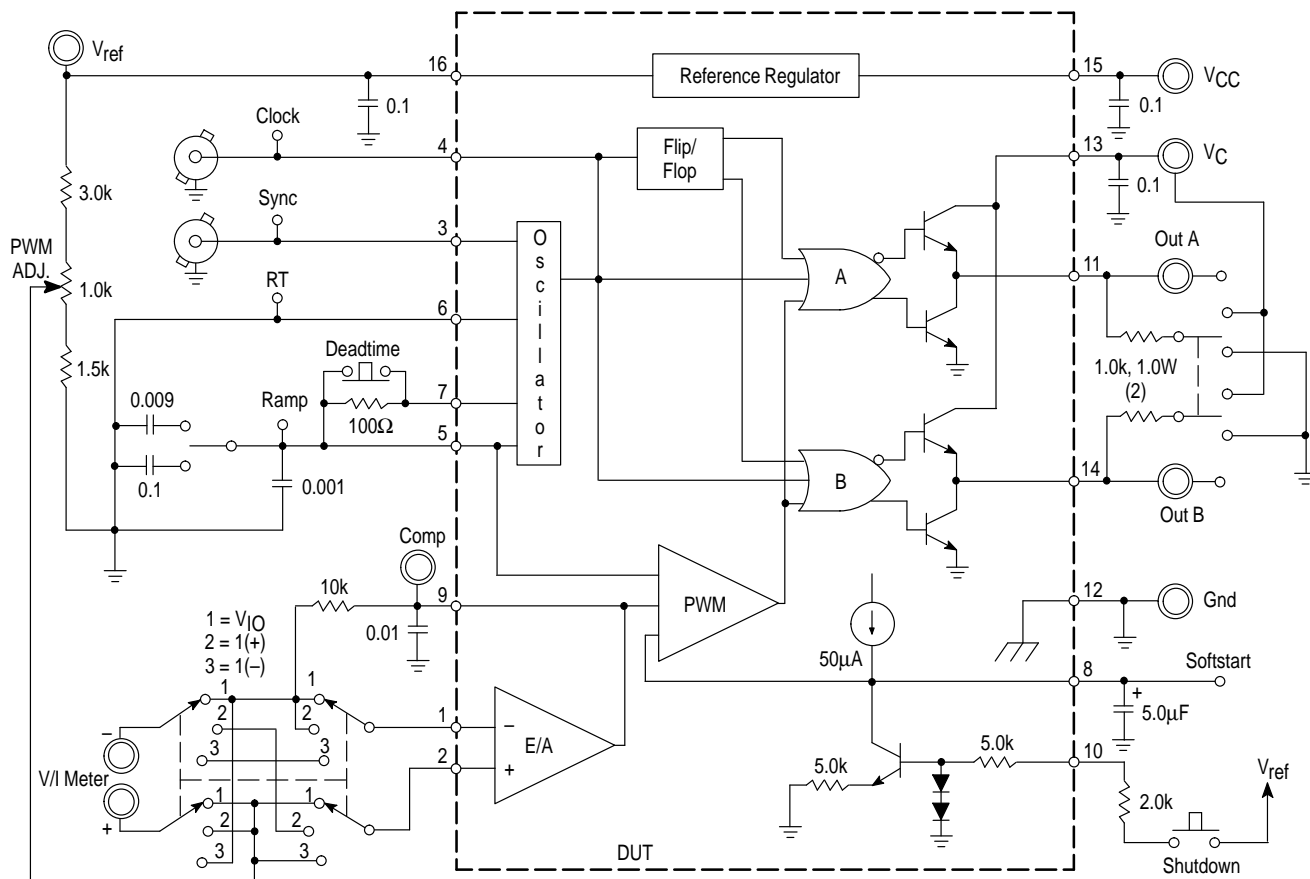 Vref
16
Reference Regulator
15
VCC
0.1
0.1
Clock
4
Flip/
Flop
13
VC
0.1
3.0k
Sync
3
O
s
c
i
l
l
a
t
o
r
PWM
ADJ.
1.0k
RT
6
A
11
Out A
1.5k
Deadtime
7
100Ω
1.0k, 1.0W
(2)
0.009
Ramp
5
0.1
0.001
B
14
Out B
Comp
10k
9
0.01
PWM
12
Gnd
1 = VIO
2 = 1(+)
3 = 1(−)
50μA
8
Softstart
+
5.0μF
1
1
2
2
3
3
−
V/I Meter
+
1
−
2
+
E/A
1
1
2
2
3
3
5.0k
5.0k
10
2.0k
Vref
Shutdown
DUT